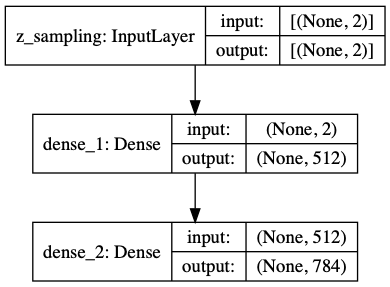 z_sampling: InputLayer
input: [(None, 2)]
output: [(None, 2)]
dense_1: Dense
input: (None, 2)
output: (None, 512)
dense_2: Dense
input: (None, 512)
output: (None, 784)